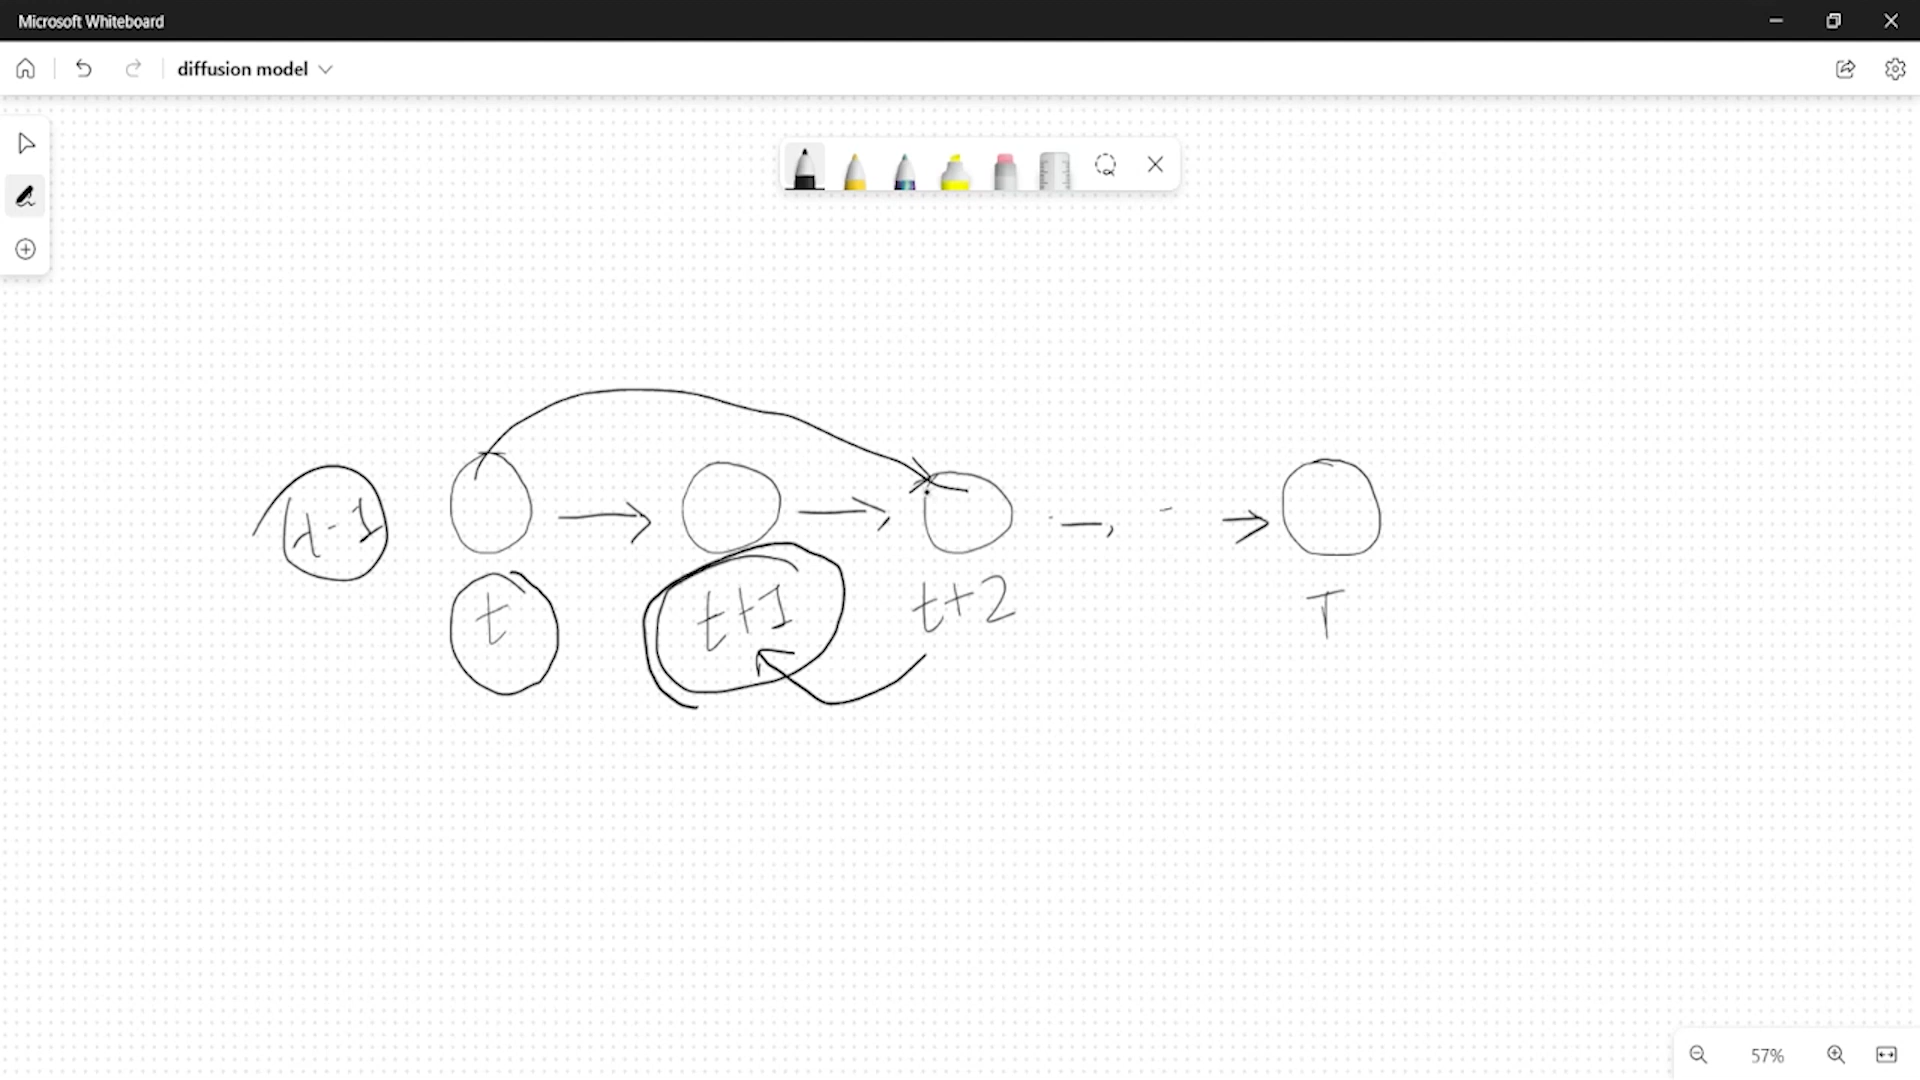 Microsoft Whiteboard
diffusion model
t-1
t
t+1
t+2
T
57%